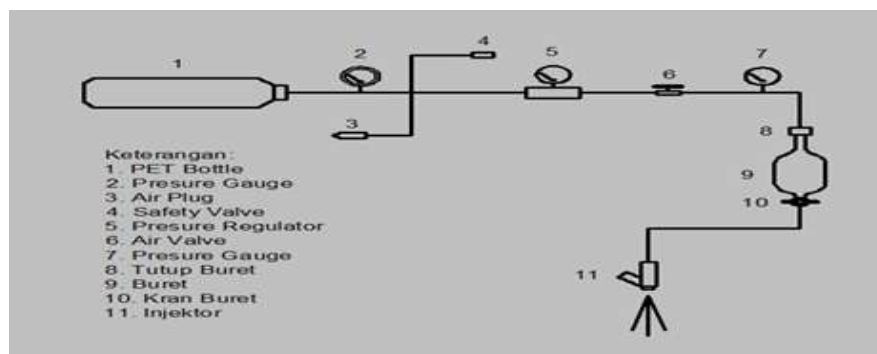 1
2
3
4
5
6
7
8
9
10
11
Keterangan:
1. PET Bottle
2. Presure Gauge
3. Air Plug
4. Safety Valve
5. Presure Regulator
6. Air Valve
7. Presure Gauge
8. Tutup Buret
9. Buret
10. Kran Buret
11. Injektor